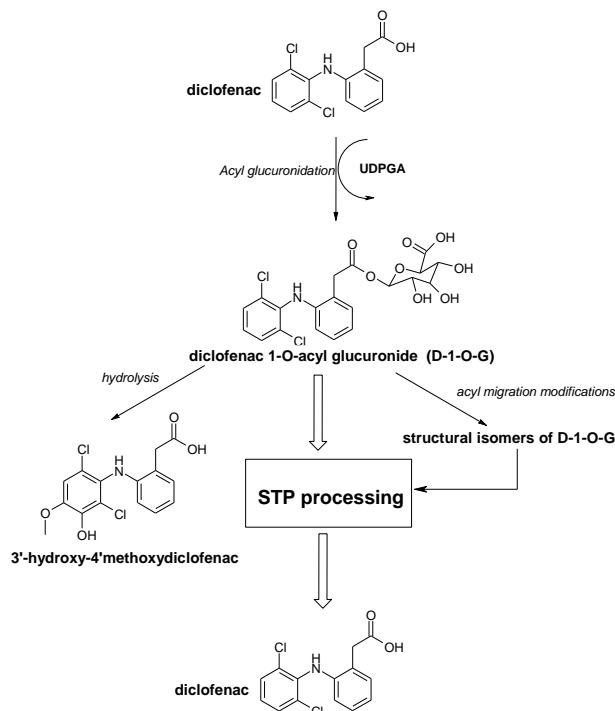 O
OH
Cl
H
N
Cl
diclofenac
Acyl glucuronidation
UDPGA
O
OH
O
O
O
OH
OH
OH
Cl
H
N
Cl
diclofenac 1-O-acyl glucuronide (D-1-O-G)
hydrolysis
acyl migration modifications
O
OH
Cl
H
N
Cl
O
OH
3'-hydroxy-4'methoxydiclofenac
structural isomers of D-1-O-G
STP processing
O
OH
Cl
H
N
Cl
diclofenac